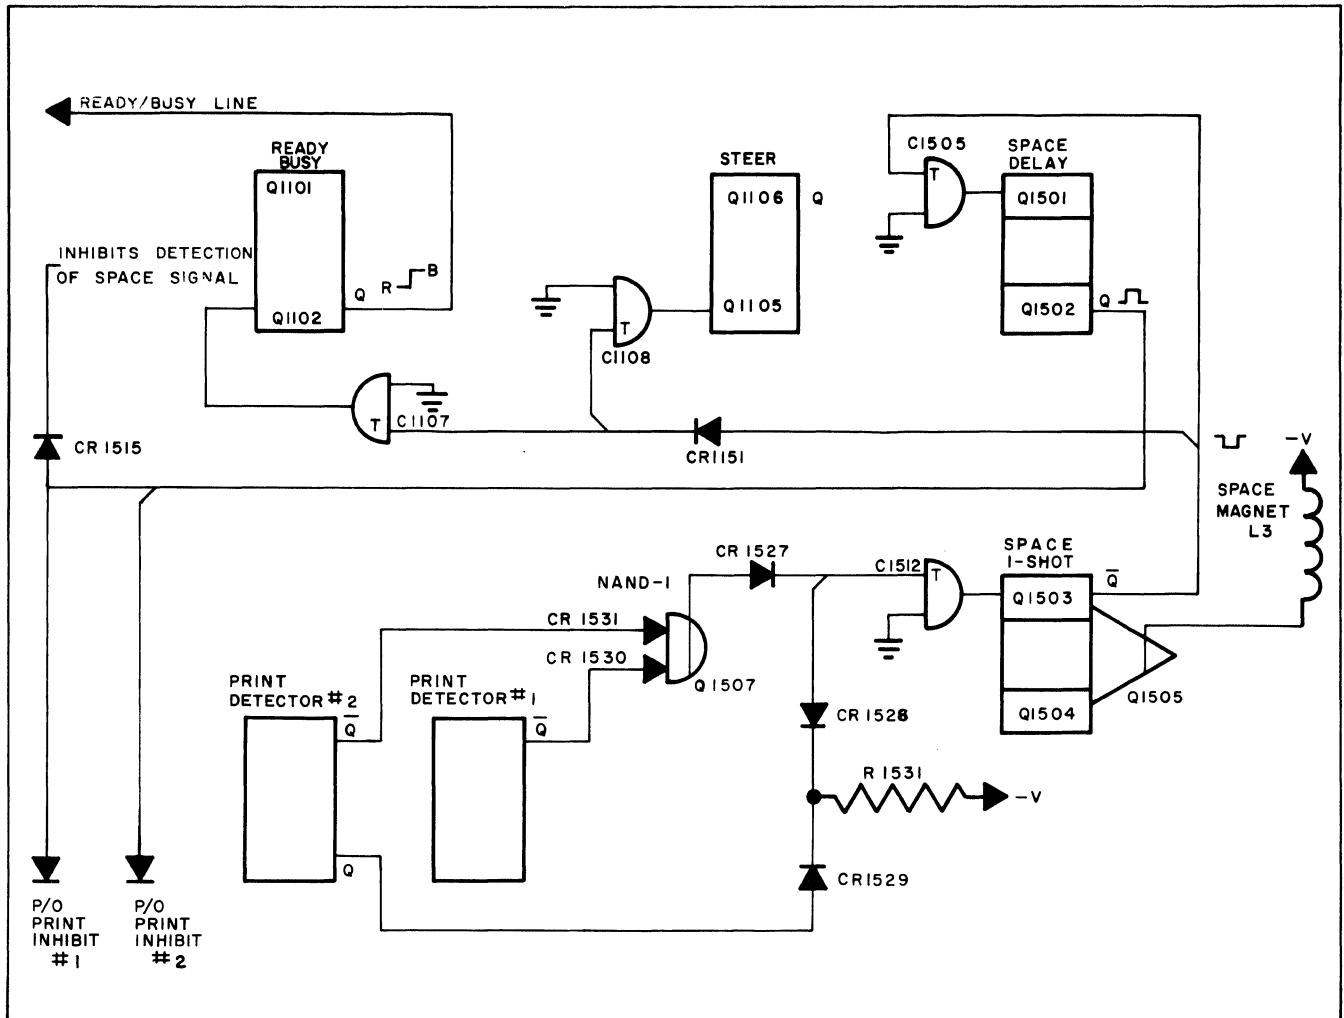 READY/BUSY LINE
READY
BUSY
Q1101
Q1102
Q
R
B
INHIBITS DETECTION
OF SPACE SIGNAL
STEER
Q1106
Q
Q1105
C1505
T
SPACE
DELAY
Q1501
Q1502
Q
T
C1108
T
C1107
CR1151
CR 1515
-V
SPACE
MAGNET
L3
CR 1527
NAND-1
C1512
T
SPACE
1-SHOT
Q̅
Q1503
Q1504
Q1505
CR 1531
CR 1530
Q1507
PRINT
DETECTOR #2
Q̅
Q
PRINT
DETECTOR #1
Q̅
CR 1528
R 1531
-V
CR1529
P/O
PRINT
INHIBIT
#1
P/O
PRINT
INHIBIT
#2